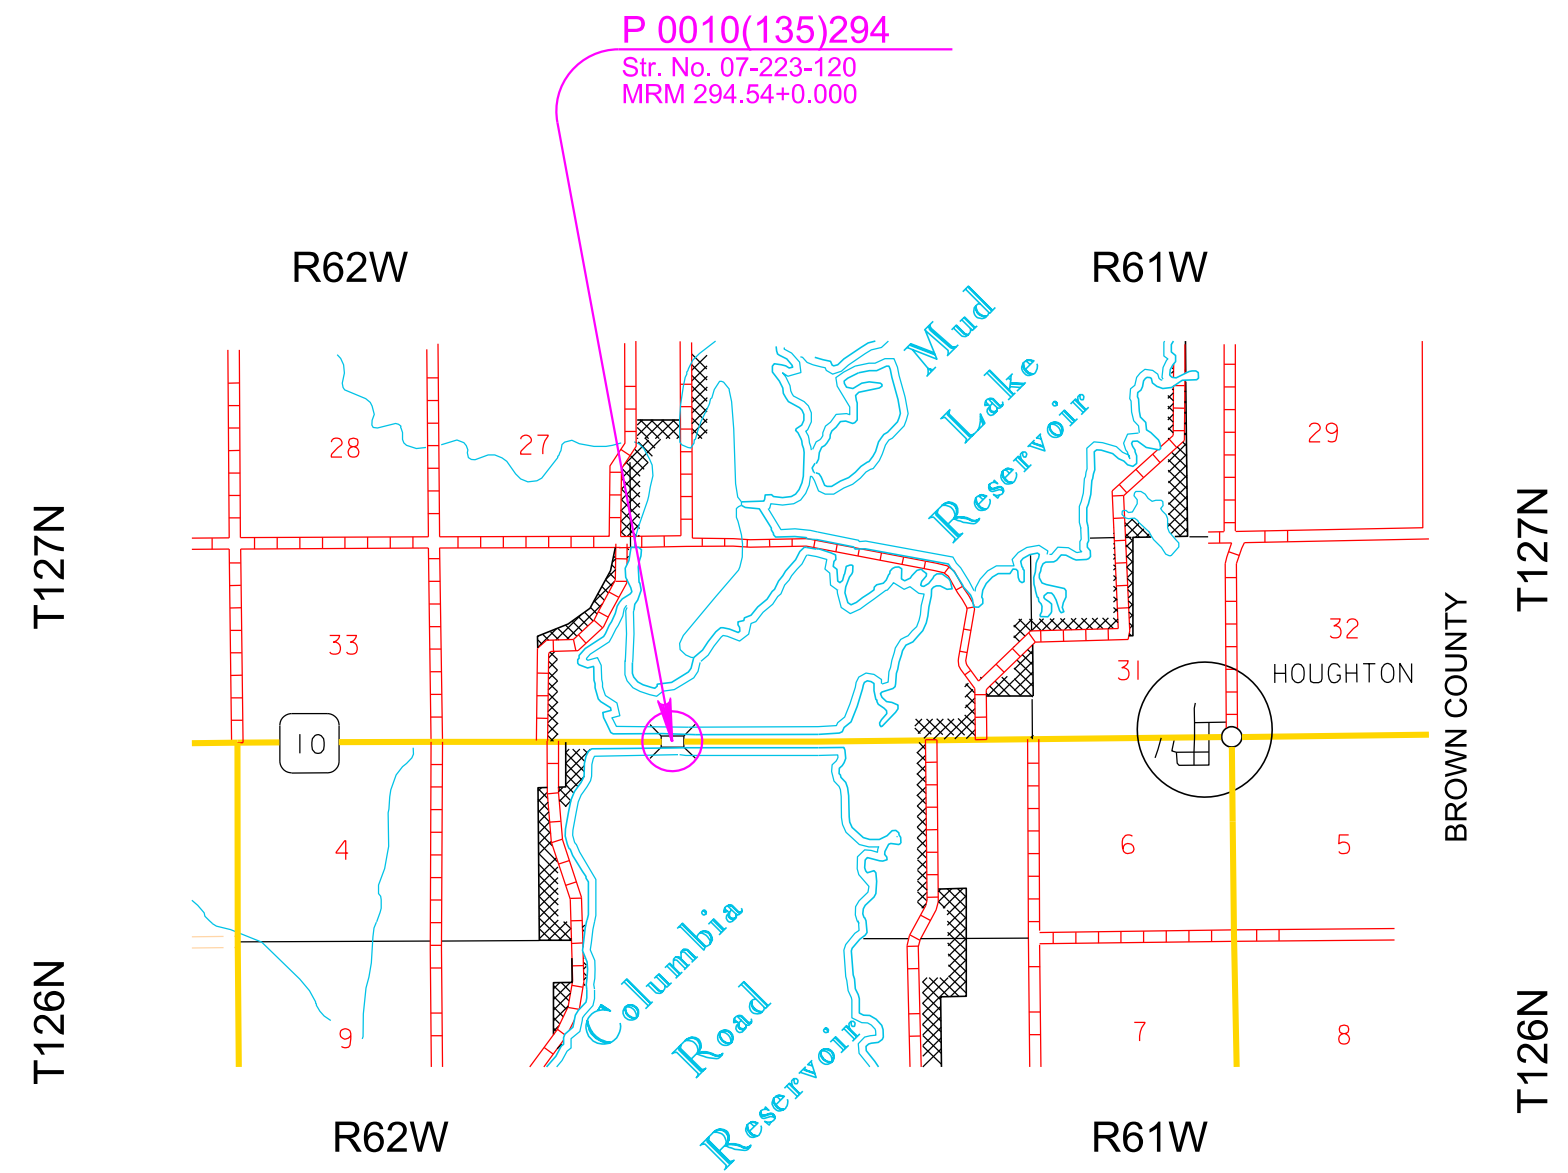 P 0010(135)294
Str. No. 07-223-120
MRM 294.54+0.000
R62W
R61W
Mud
Lake
Reservoir
28
27
29
T127N
T127N
33
31
32
HOUGHTON
BROWN COUNTY
10
4
6
5
Columbia
Road
Reservoir
9
7
8
T126N
T126N
R62W
R61W